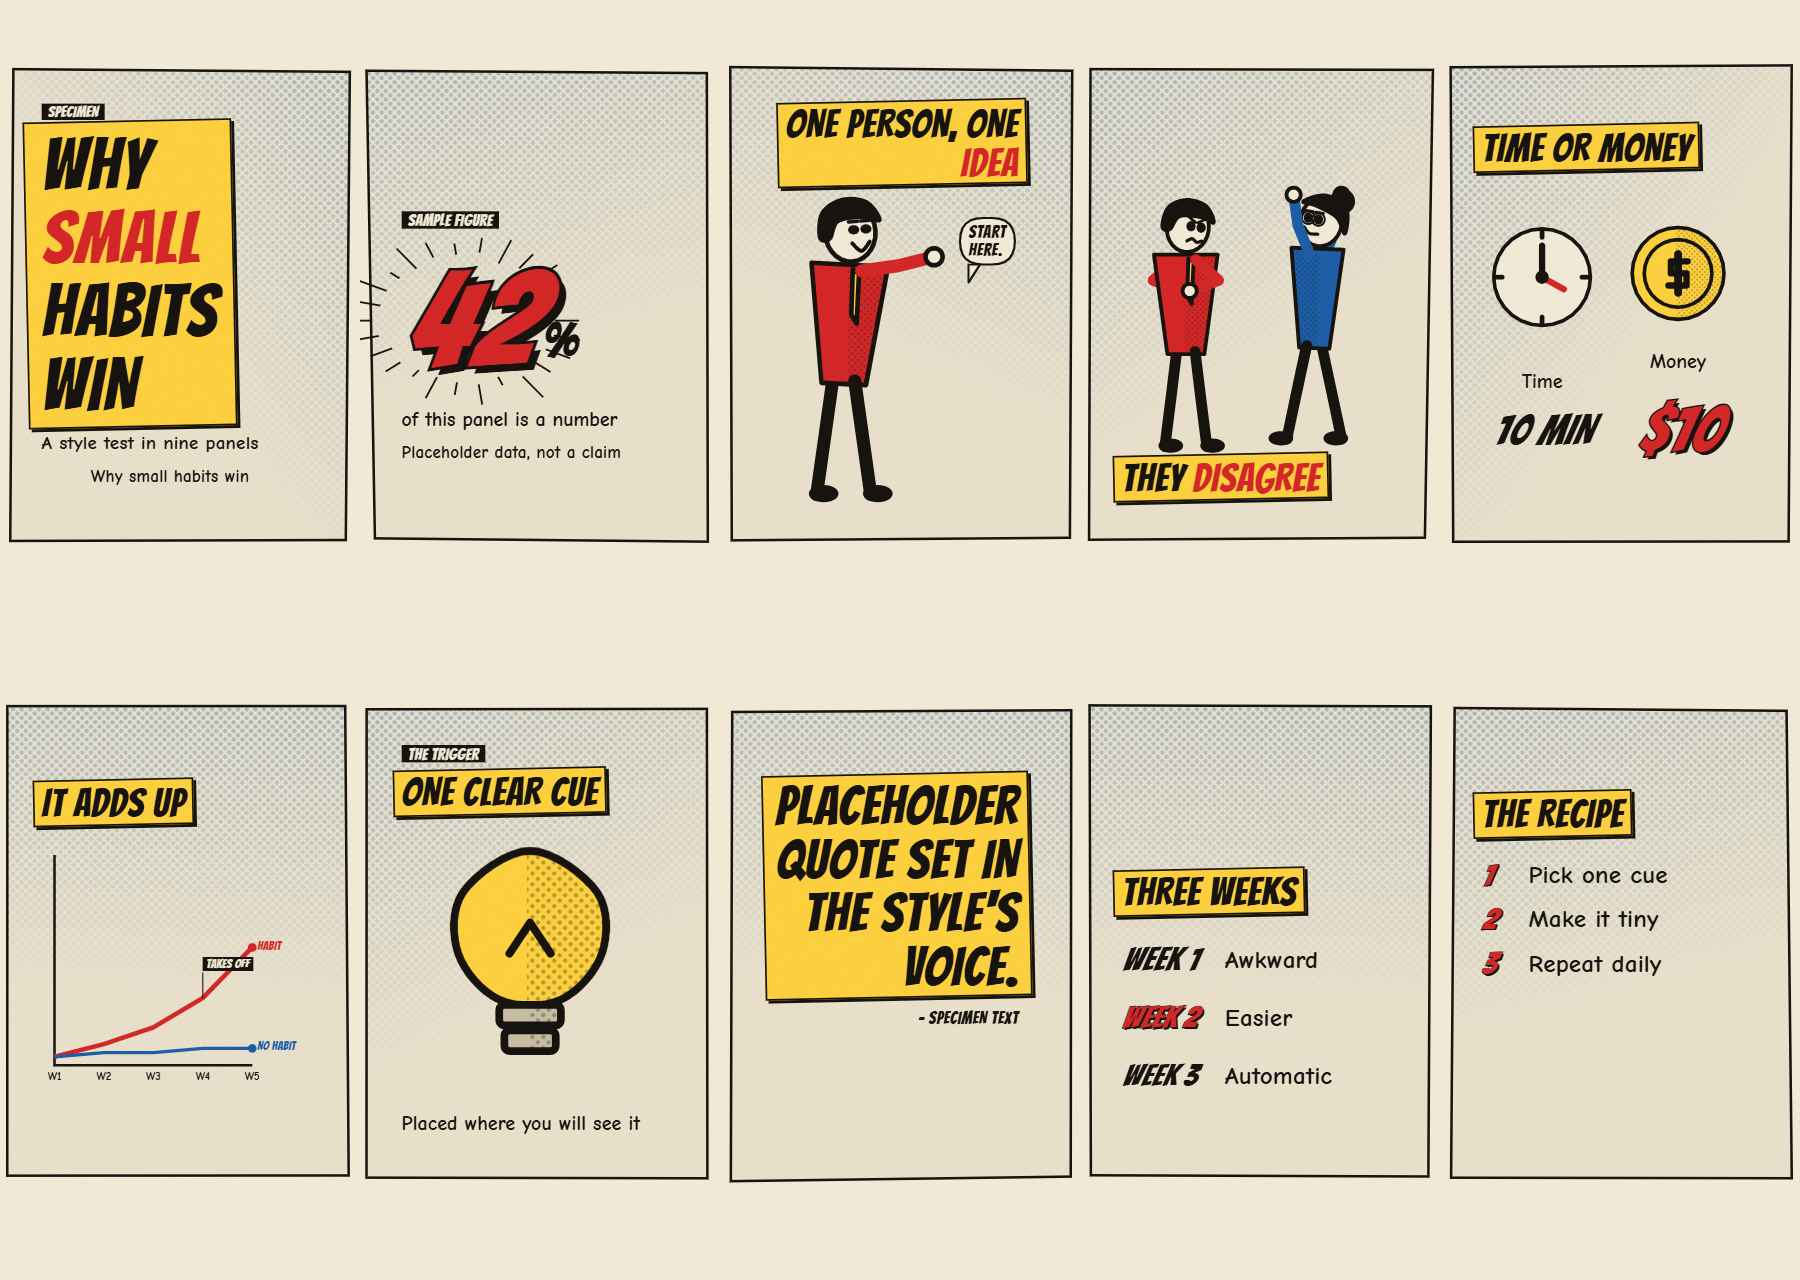 SPECIMEN
WHY
SMALL
HABITS
WIN
A style test in nine panels
Why small habits win
SAMPLE FIGURE
42%
of this panel is a number
Placeholder data, not a claim
ONE PERSON, ONE
IDEA
START
HERE.
THEY DISAGREE
TIME OR MONEY
$
Time
Money
10 MIN
$10
IT ADDS UP
HABIT
TAKES OFF
NO HABIT
W1 W2 W3 W4 W5
THE TRIGGER
ONE CLEAR CUE
Placed where you will see it
PLACEHOLDER
QUOTE SET IN
THE STYLE'S
VOICE.
– SPECIMEN TEXT
THREE WEEKS
WEEK 1 Awkward
WEEK 2 Easier
WEEK 3 Automatic
THE RECIPE
1 Pick one cue
2 Make it tiny
3 Repeat daily